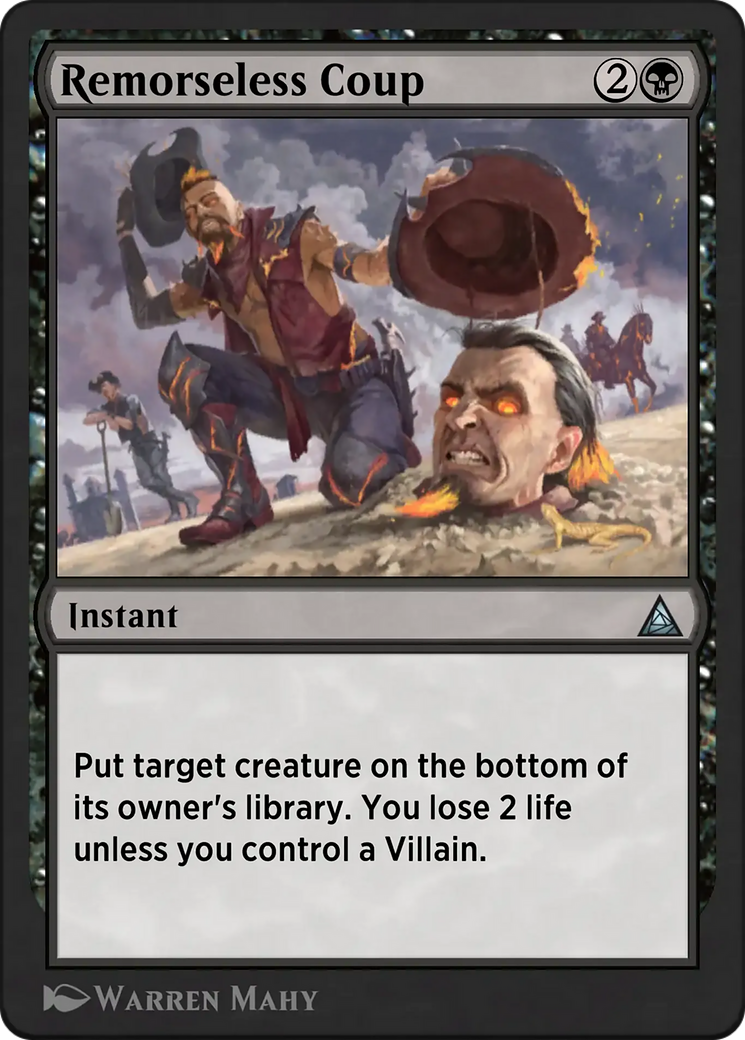 Remorseless Coup 2
Instant
Put target creature on the bottom of
its owner's library. You lose 2 life
unless you control a Villain.
Warren Mahy